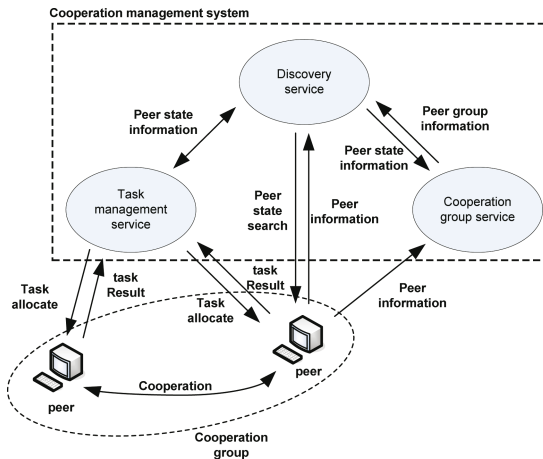 Cooperation management system
Discovery
service
Peer state
information
Peer group
information
Peer state
information
Task
management
service
Peer
state
search
Peer
information
Cooperation
group service
Task
allocate
task
Result
Task
allocate
task
Result
Peer
information
peer
Cooperation
peer
Cooperation
group